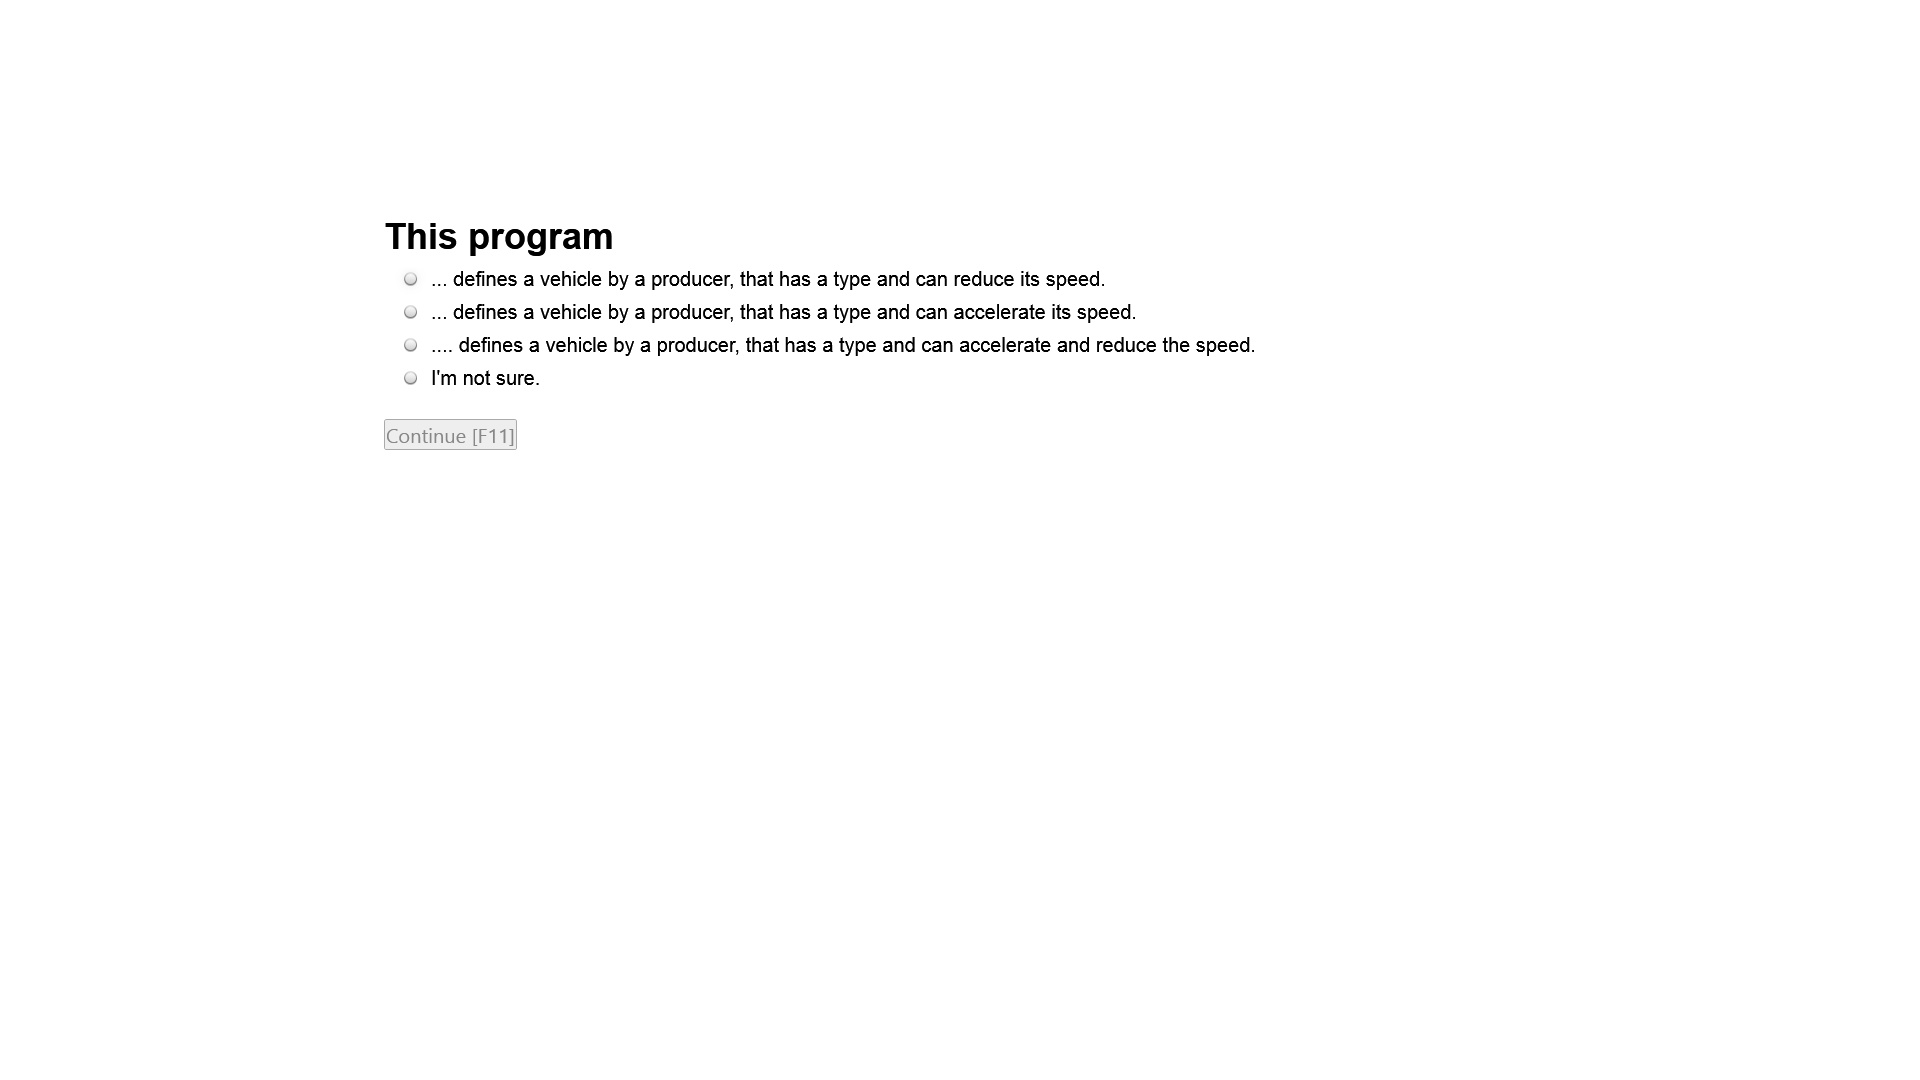 This program
... defines a vehicle by a producer, that has a type and can reduce its speed.
... defines a vehicle by a producer, that has a type and can accelerate its speed.
.... defines a vehicle by a producer, that has a type and can accelerate and reduce the speed.
I'm not sure.
Continue [F11]